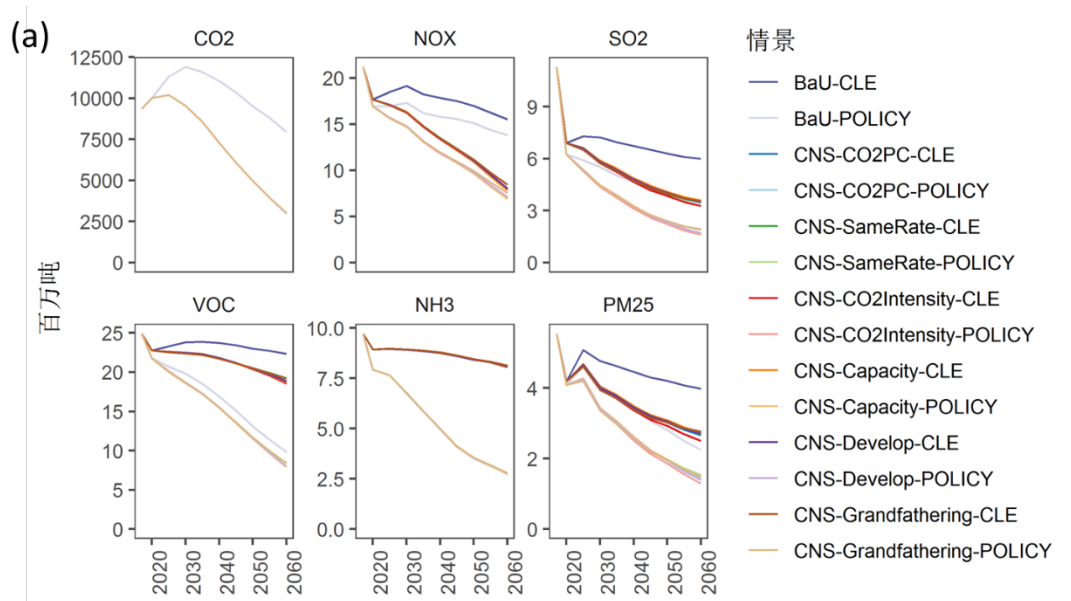 (a)
CO2 NOX SO2
情景
12500
10000
7500
5000
2500
0
20
15
10
5
0
9
6
3
0
百万吨
VOC NH3 PM25
25
20
15
10
5
0
10.0
7.5
5.0
2.5
0.0
4
2
0
2020 2030 2040 2050 2060
2020 2030 2040 2050 2060
2020 2030 2040 2050 2060
BaU-CLE
BaU-POLICY
CNS-CO2PC-CLE
CNS-CO2PC-POLICY
CNS-SameRate-CLE
CNS-SameRate-POLICY
CNS-CO2Intensity-CLE
CNS-CO2Intensity-POLICY
CNS-Capacity-CLE
CNS-Capacity-POLICY
CNS-Develop-CLE
CNS-Develop-POLICY
CNS-Grandfathering-CLE
CNS-Grandfathering-POLICY